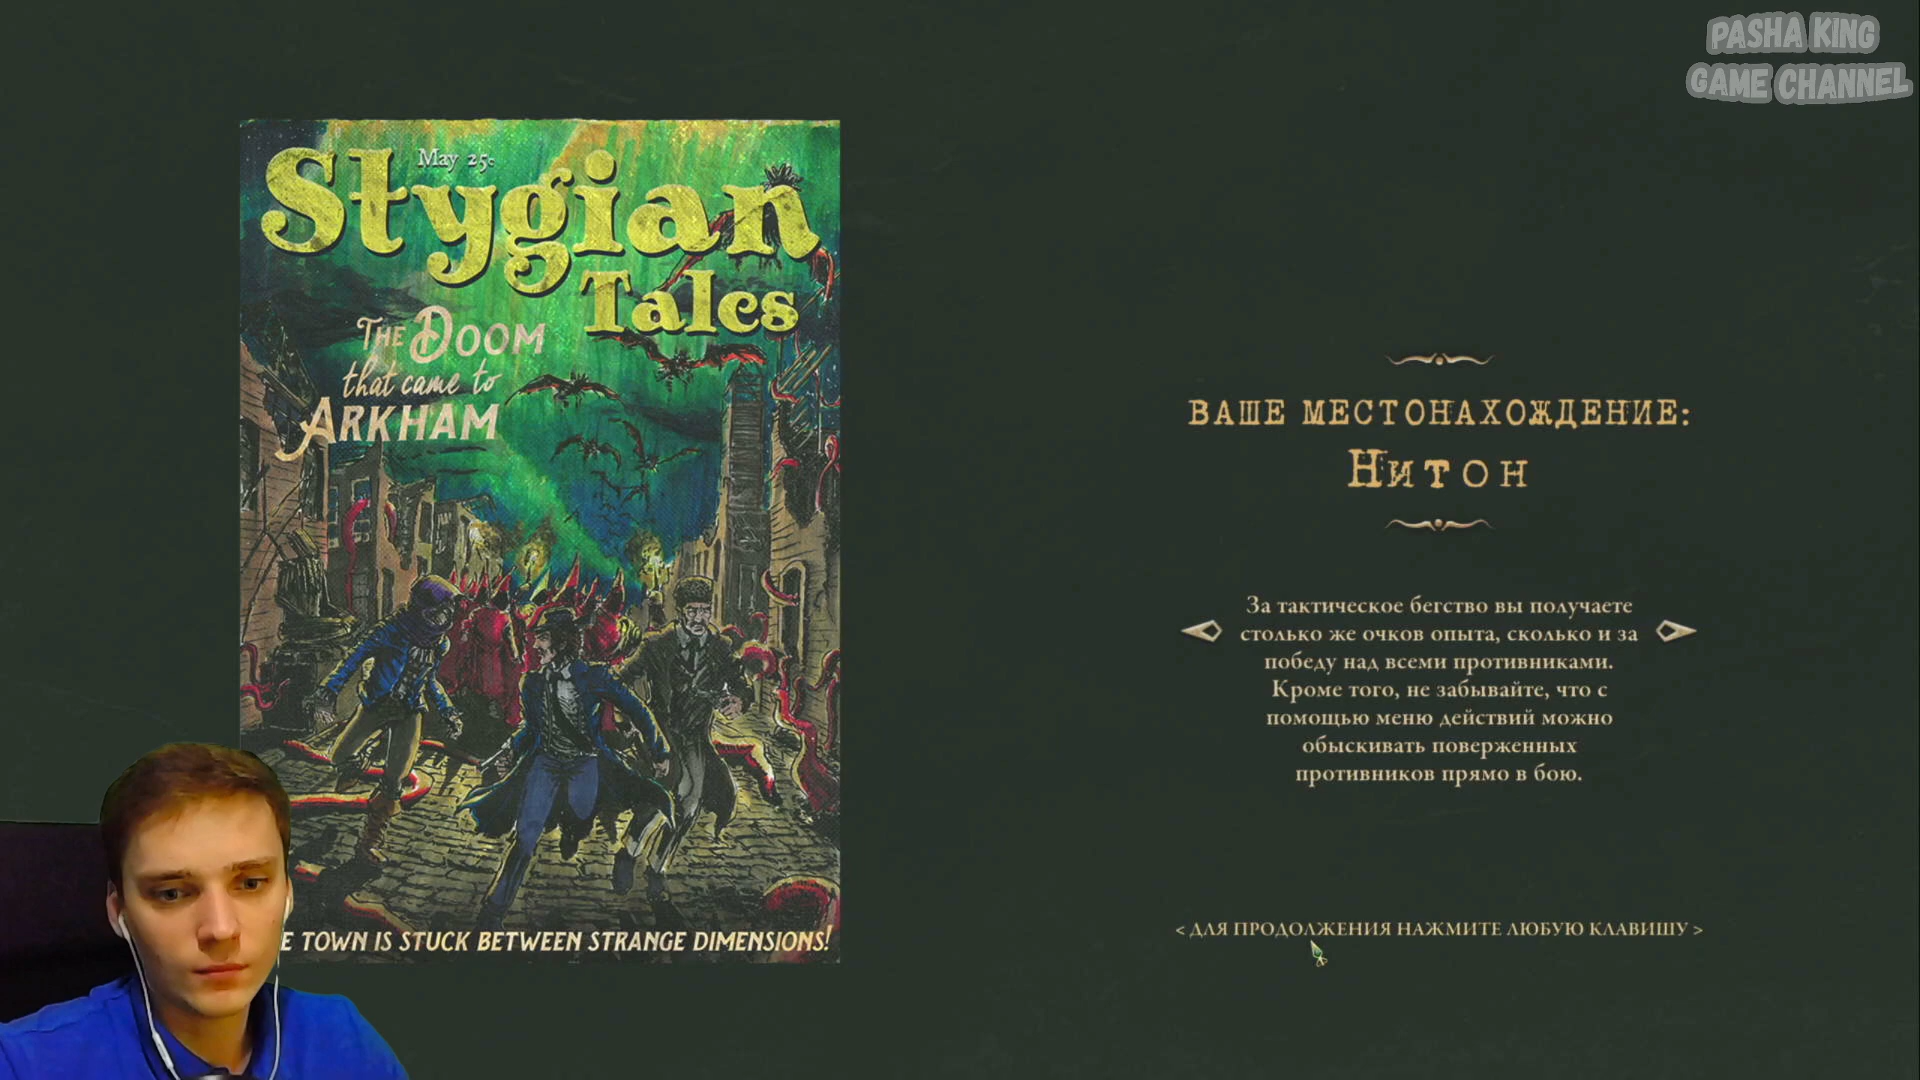 PASHA KING
GAME CHANNEL
May 25c
Stygian
Tales
THE DOOM
that came to
ARKHAM
TOWN IS STUCK BETWEEN STRANGE DIMENSIONS!
ВАШЕ МЕСТОНАХОЖДЕНИЕ:
Нитон
За тактическое бегство вы получаете
столько же очков опыта, сколько и за
победу над всеми противниками.
Кроме того, не забывайте, что с
помощью меню действий можно
обыскивать поверженных
противников прямо в бою.
< ДЛЯ ПРОДОЛЖЕНИЯ НАЖМИТЕ ЛЮБУЮ КЛАВИШУ >